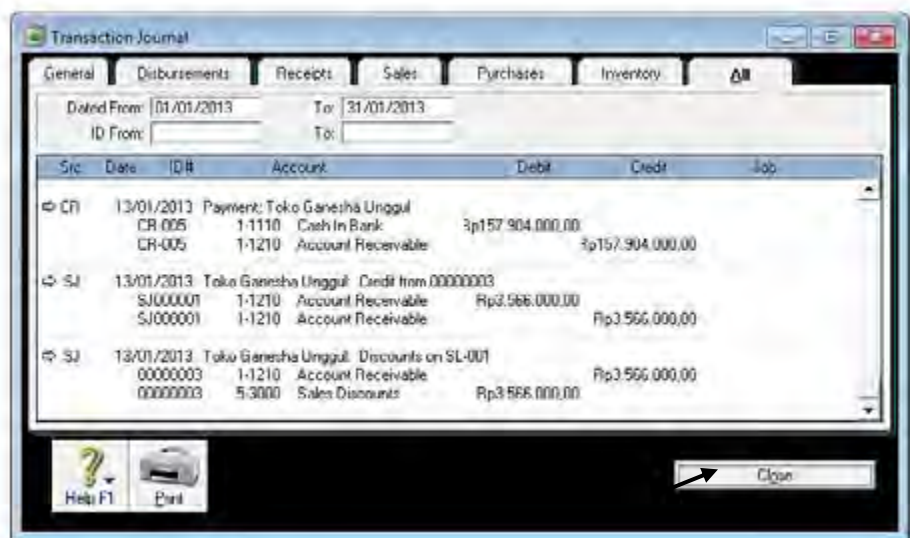 Transaction Journal
General Disbursements Receipts Sales Purchases Inventory All
Dated From: 01/01/2013 To: 31/01/2013
ID From: To:
Src Date ID# Account Debit Credit Job
CR 13/01/2013 Payment; Toko Ganesha Unggul
CR-005 1-1110 Cash In Bank Rp157.904.000,00
CR-005 1-1210 Account Receivable Rp157.904.000,00
SJ 13/01/2013 Toko Ganesha Unggul: Credit from 00000003
SJ000001 1-1210 Account Receivable Rp3.566.000,00
SJ000001 1-1210 Account Receivable Rp3.566.000,00
SJ 13/01/2013 Toko Ganesha Unggul: Discounts on SL-001
00000003 1-1210 Account Receivable Rp3.566.000,00
00000003 5-3000 Sales Discounts Rp3.566.000,00
Help F1 Print Close